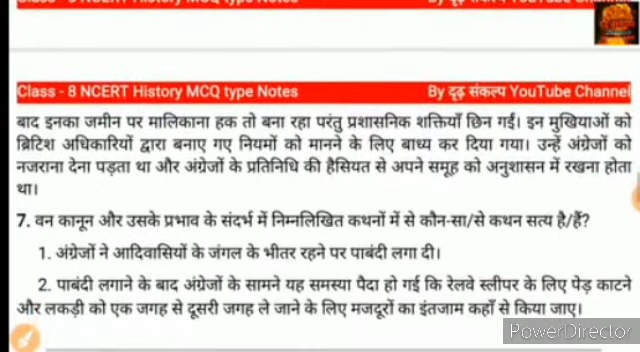 Class - 8 NCERT History MCQ type Notes By दृढ़ संकल्प YouTube Channel
बाद इनका जमीन पर मालिकाना हक तो बना रहा परंतु प्रशासनिक शक्तियाँ छिन गईं। इन मुखियाओं को
ब्रिटिश अधिकारियों द्वारा बनाए गए नियमों को मानने के लिए बाध्य कर दिया गया। उन्हें अंग्रेजों को
नजराना देना पड़ता था और अंग्रेजों के प्रतिनिधि की हैसियत से अपने समूह को अनुशासन में रखना होता
था।
7. वन कानून और उसके प्रभाव के संदर्भ में निम्नलिखित कथनों में से कौन-सा/से कथन सत्य है/हैं?
1. अंग्रेजों ने आदिवासियों के जंगल के भीतर रहने पर पाबंदी लगा दी।
2. पाबंदी लगाने के बाद अंग्रेजों के सामने यह समस्या पैदा हो गई कि रेलवे स्लीपर के लिए पेड़ काटने
और लकड़ी को एक जगह से दूसरी जगह ले जाने के लिए मजदूरों का इंतजाम कहाँ से किया जाए।
PowerDirector